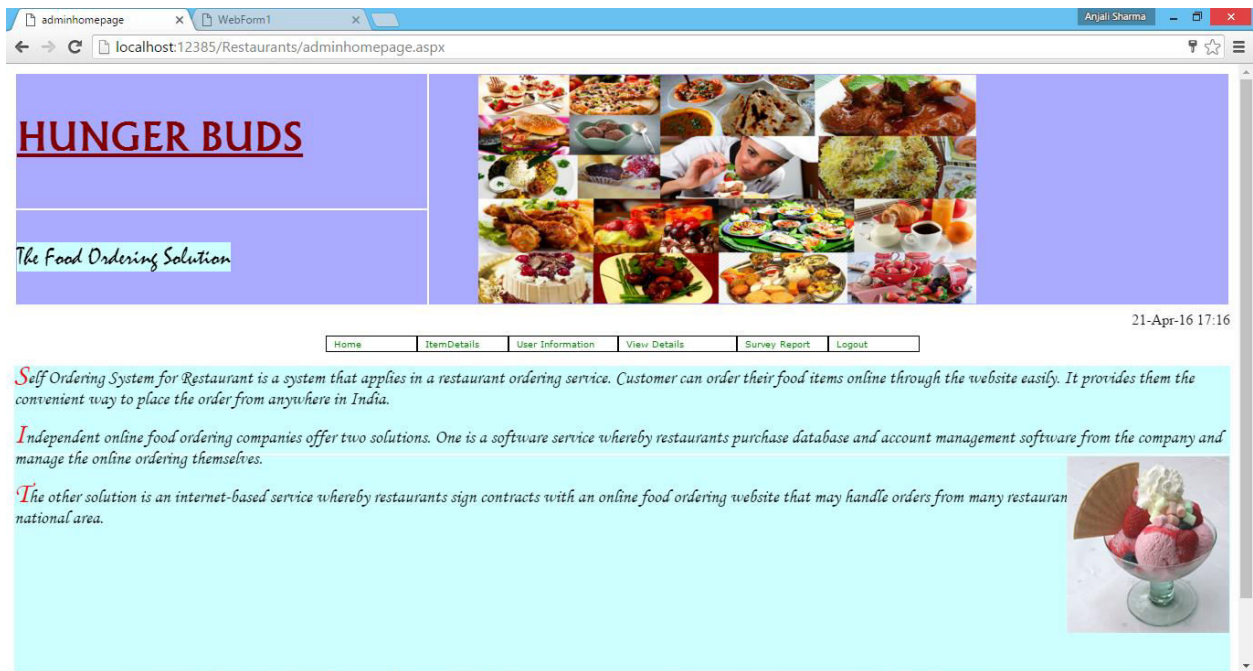 adminhomepage
WebForm1
Anjali Sharma
localhost:12385/Restaurants/adminhomepage.aspx
HUNGER BUDS
The Food Ordering Solution
21-Apr-16 17:16
Home ItemDetails User Information View Details Survey Report Logout
Self Ordering System for Restaurant is a system that applies in a restaurant ordering service. Customer can order their food items online through the website easily. It provides them the
convenient way to place the order from anywhere in India.
Independent online food ordering companies offer two solutions. One is a software service whereby restaurants purchase database and account management software from the company and
manage the online ordering themselves.
The other solution is an internet-based service whereby restaurants sign contracts with an online food ordering website that may handle orders from many restauran
national area.